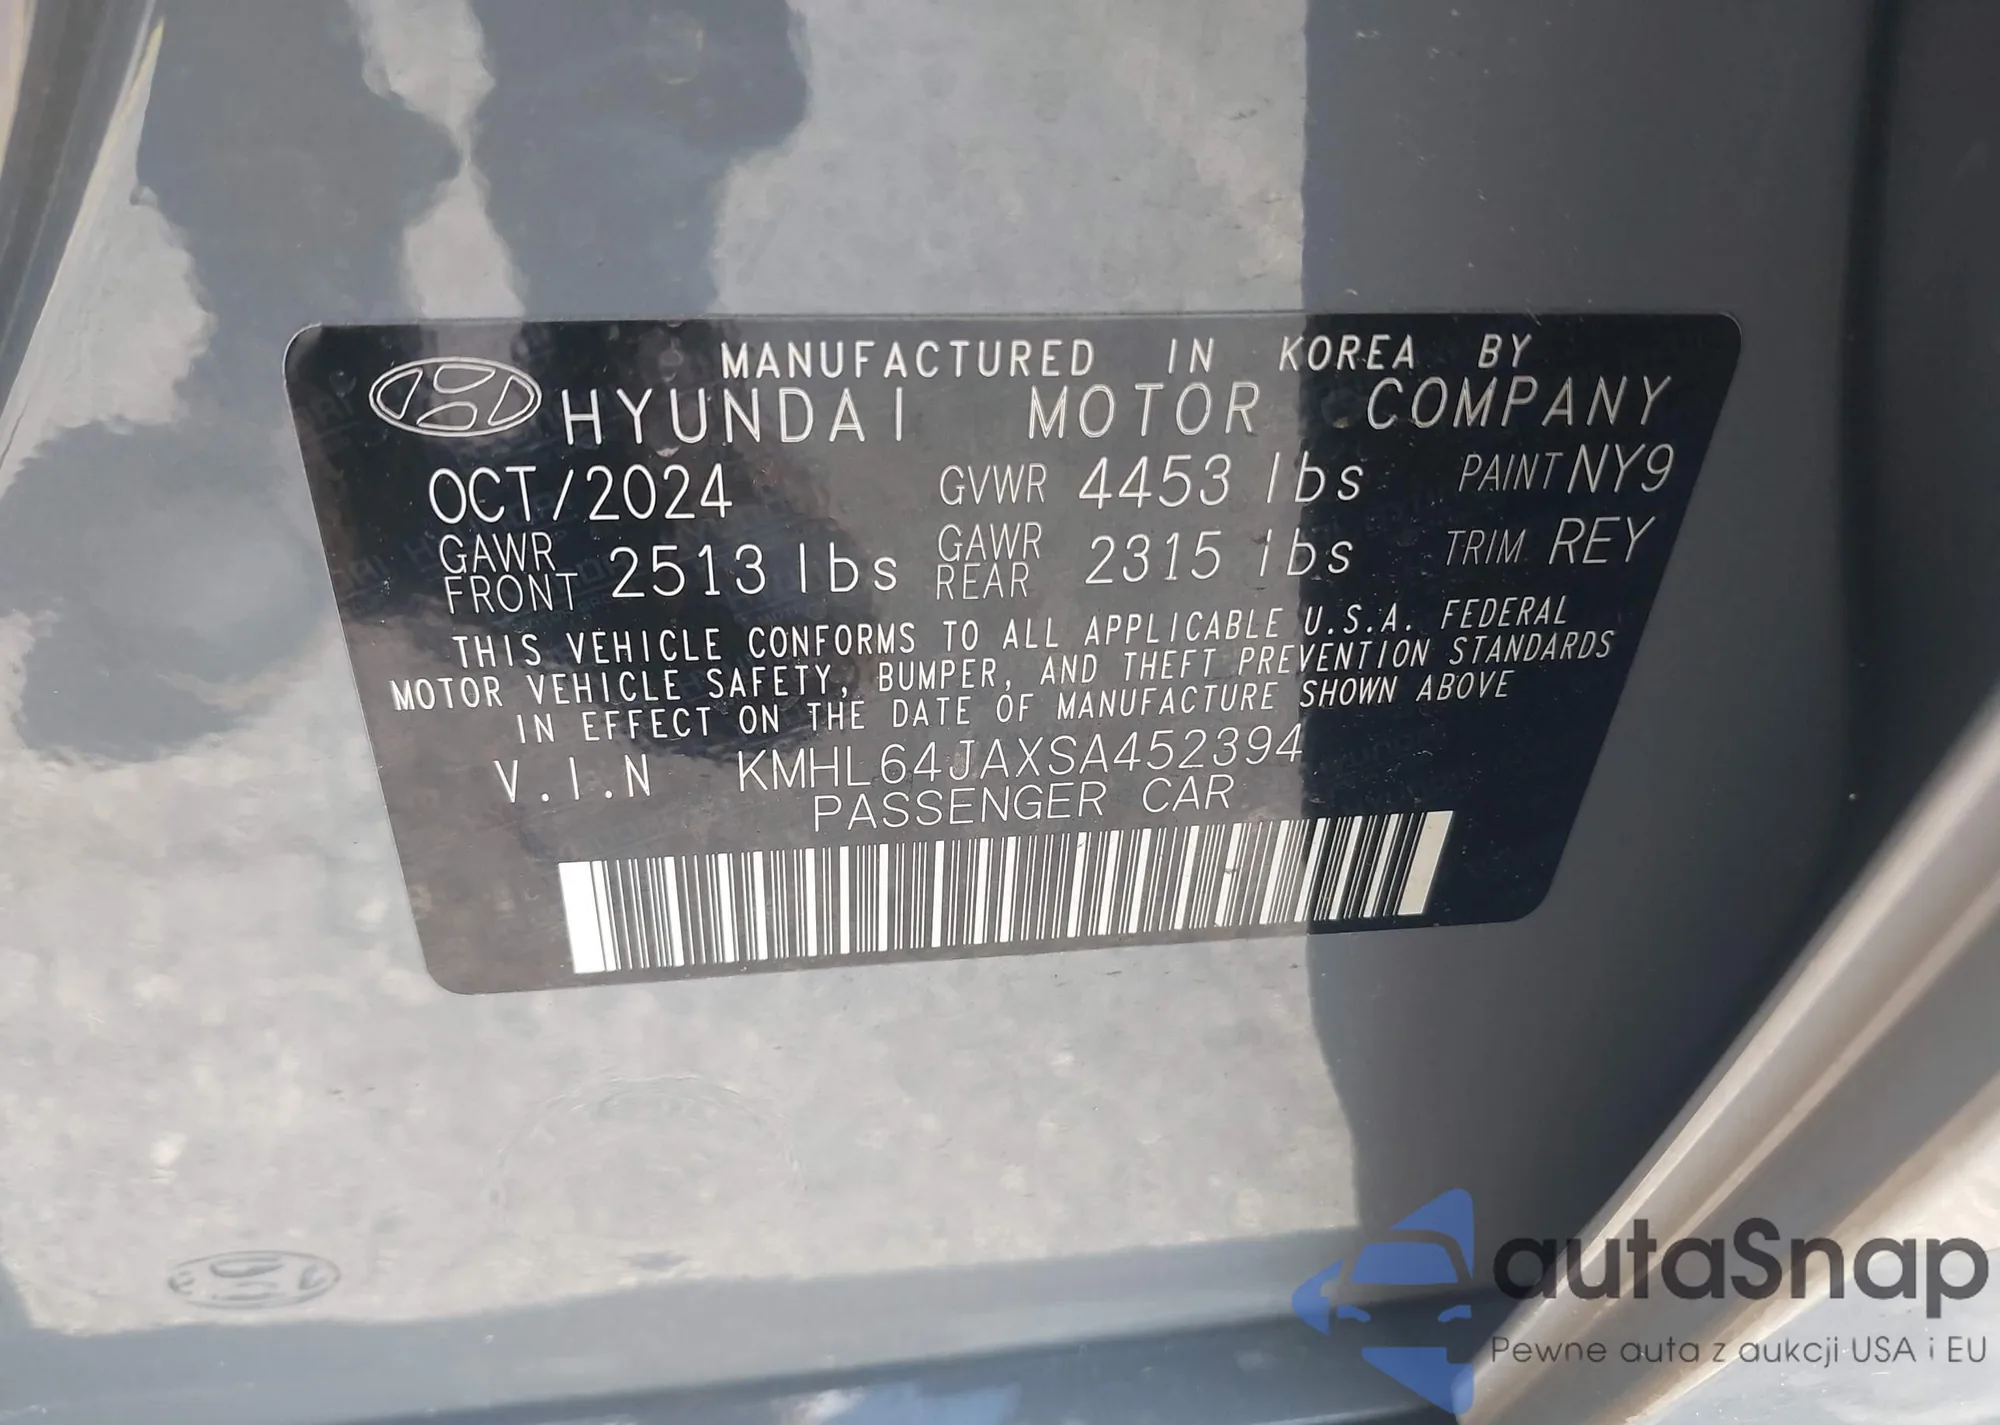 MANUFACTURED IN KOREA BY
HYUNDAI MOTOR COMPANY
OCT/2024 GVWR 4453 lbs PAINT NY9
GAWR FRONT 2513 lbs GAWR REAR 2315 lbs TRIM REY
THIS VEHICLE CONFORMS TO ALL APPLICABLE U.S.A. FEDERAL
MOTOR VEHICLE SAFETY, BUMPER, AND THEFT PREVENTION STANDARDS
IN EFFECT ON THE DATE OF MANUFACTURE SHOWN ABOVE
V.I.N KMHL64JAXSA452394
PASSENGER CAR
autaSnap
Pewne auta z aukcji USA i EU